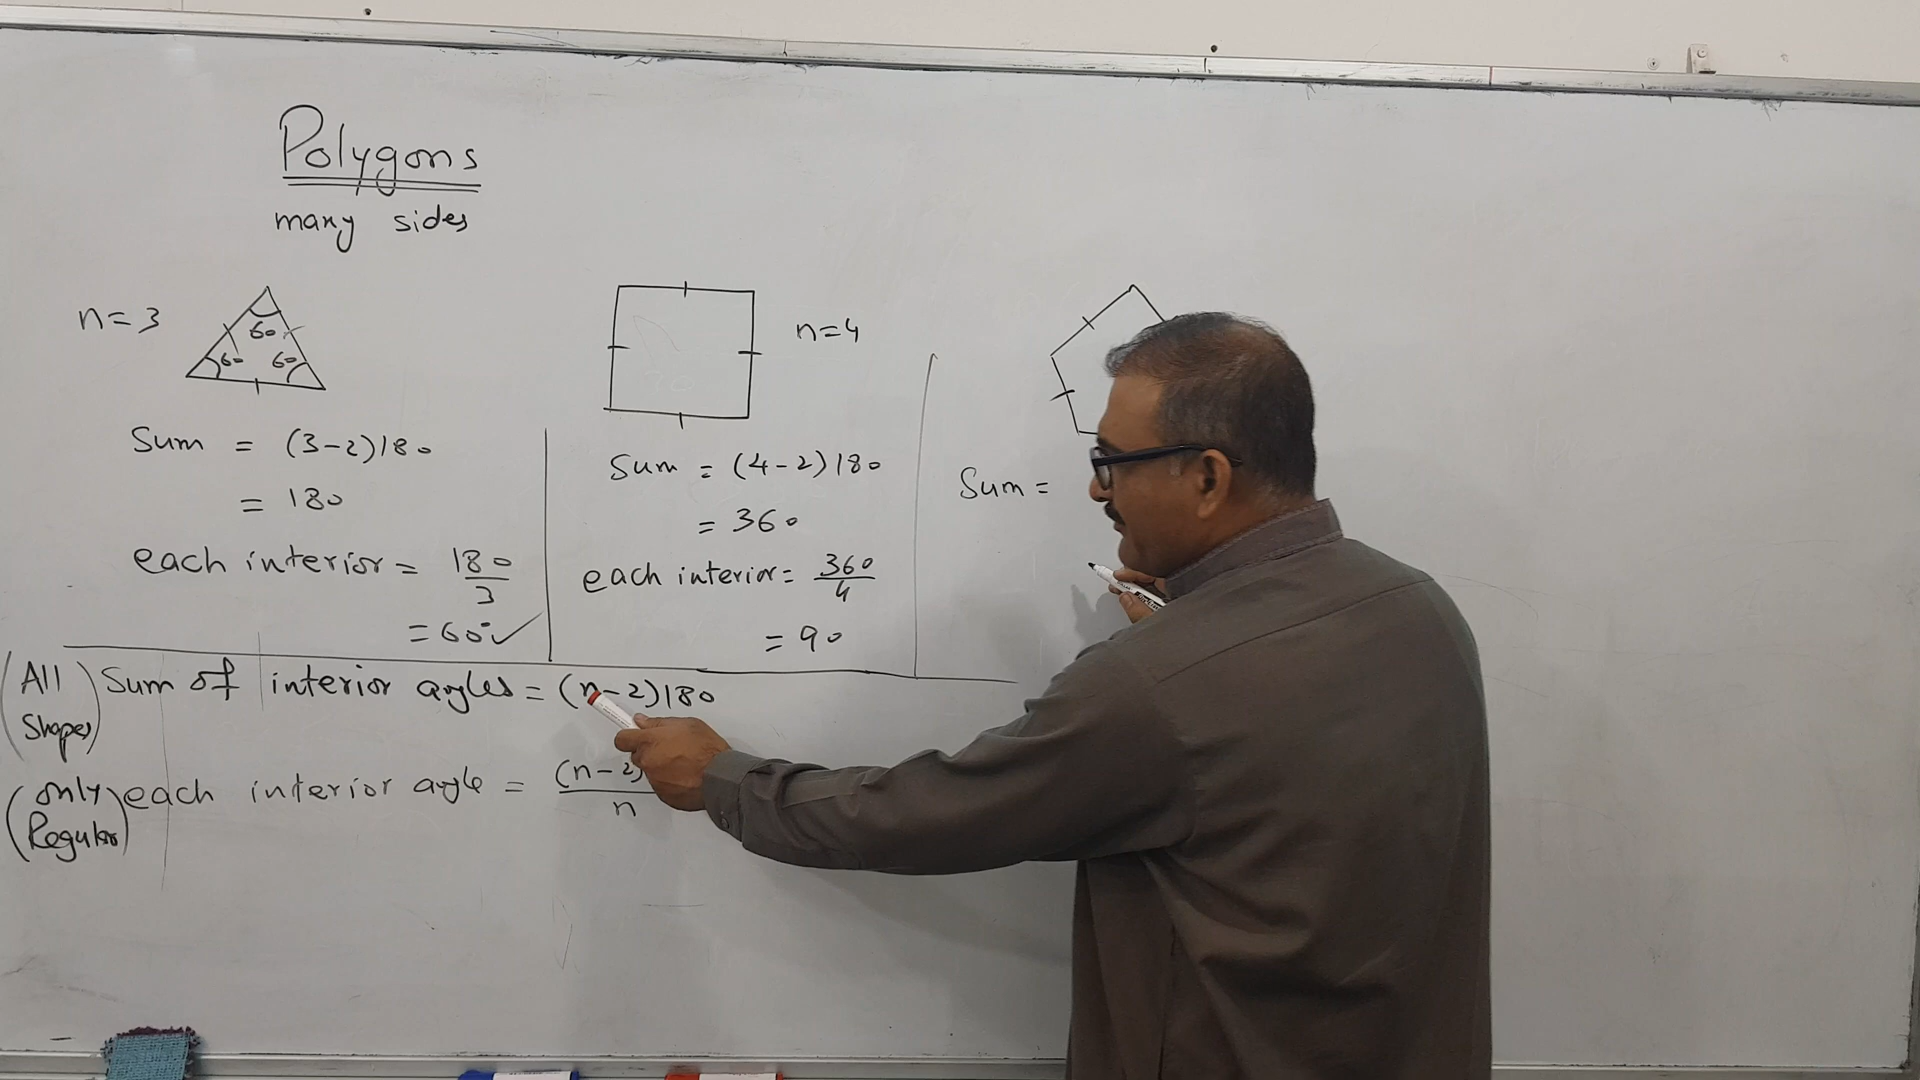 Polygons
many sides
n=3
60
60
60
Sum = (3-2)180
= 180
each interior = 180/3
= 60° ✓
n=4
Sum = (4-2)180
= 360
each interior = 360/4
= 90
Sum =
(All Shapes) Sum of interior angles = (n-2)180
(only Regular) each interior angle = (n-2)/n